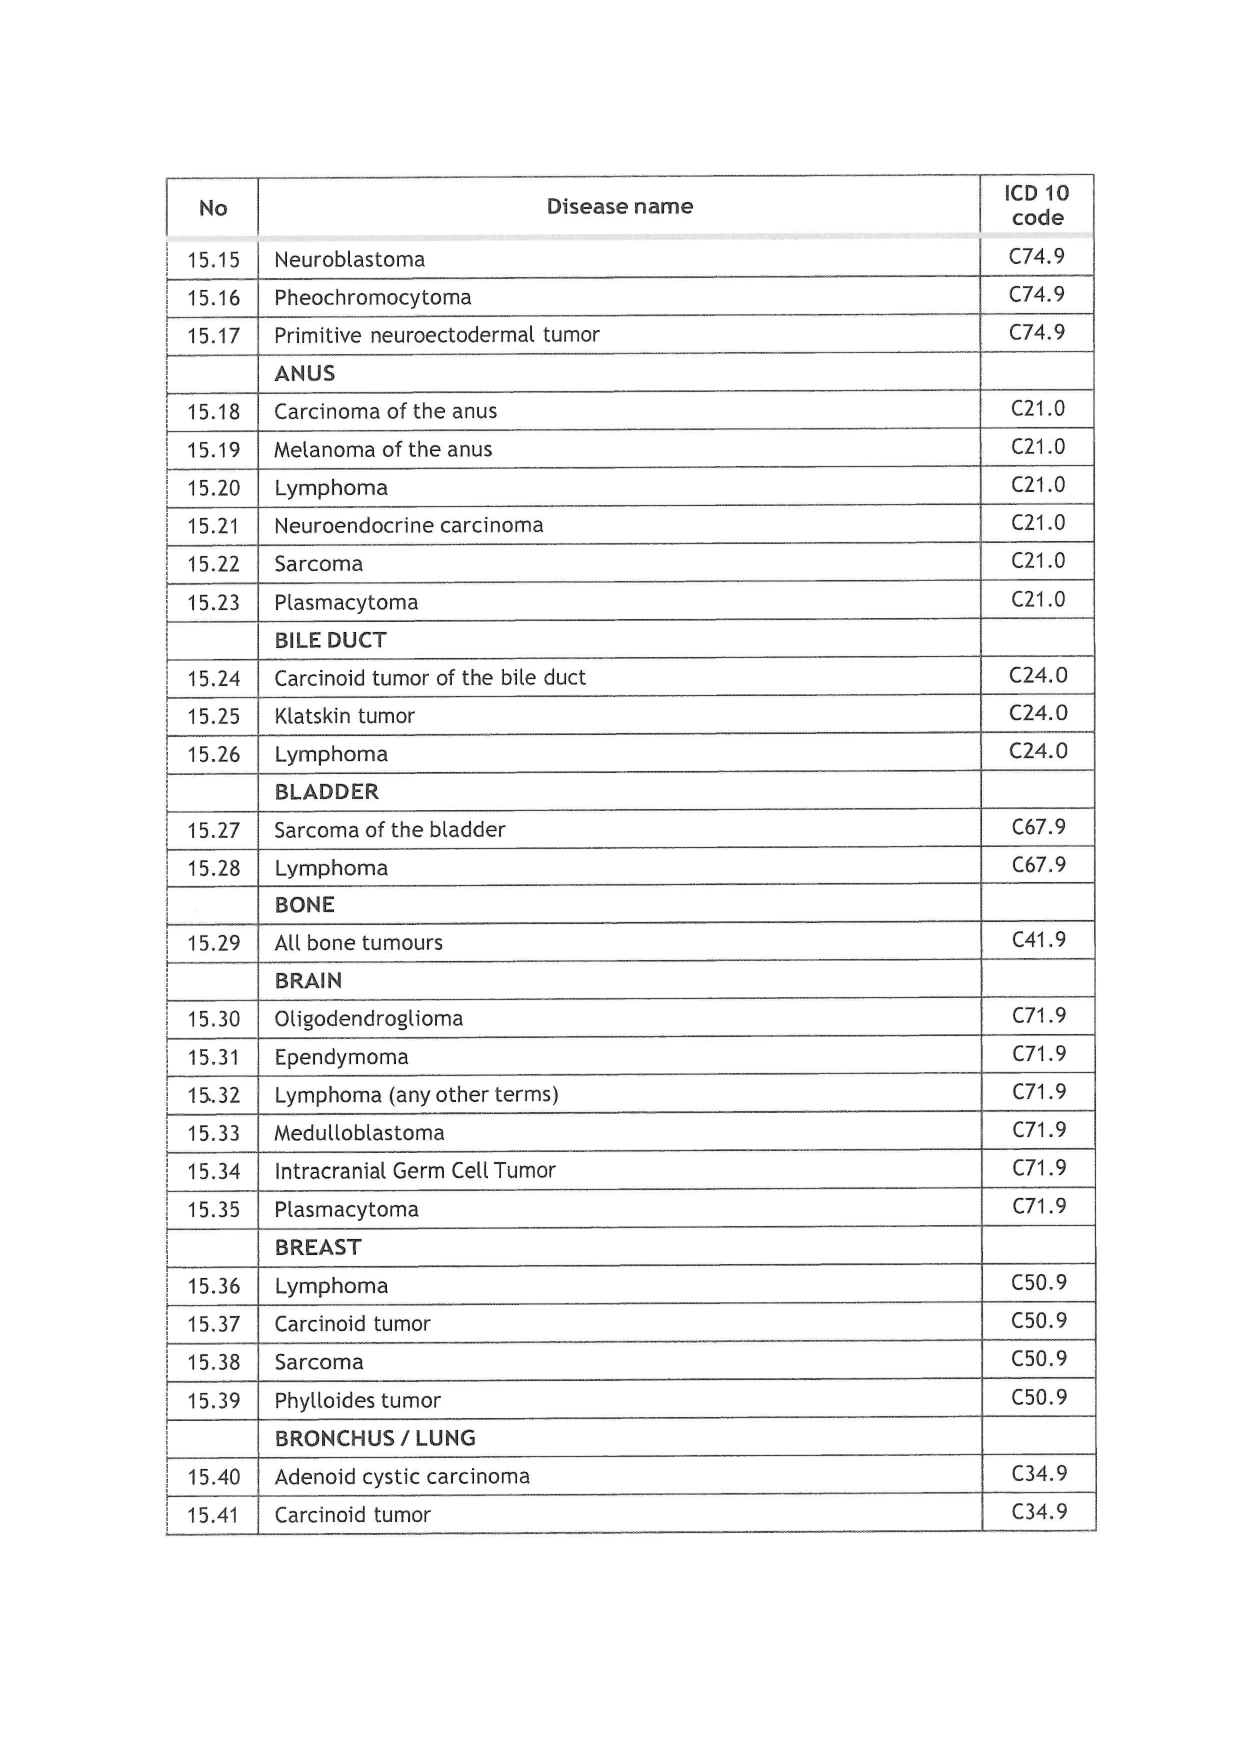 No Disease name ICD 10 code
15.15 Neuroblastoma C74.9
15.16 Pheochromocytoma C74.9
15.17 Primitive neuroectodermal tumor C74.9
ANUS
15.18 Carcinoma of the anus C21.0
15.19 Melanoma of the anus C21.0
15.20 Lymphoma C21.0
15.21 Neuroendocrine carcinoma C21.0
15.22 Sarcoma C21.0
15.23 Plasmacytoma C21.0
BILE DUCT
15.24 Carcinoid tumor of the bile duct C24.0
15.25 Klatskin tumor C24.0
15.26 Lymphoma C24.0
BLADDER
15.27 Sarcoma of the bladder C67.9
15.28 Lymphoma C67.9
BONE
15.29 All bone tumours C41.9
BRAIN
15.30 Oligodendroglioma C71.9
15.31 Ependymoma C71.9
15.32 Lymphoma (any other terms) C71.9
15.33 Medulloblastoma C71.9
15.34 Intracranial Germ Cell Tumor C71.9
15.35 Plasmacytoma C71.9
BREAST
15.36 Lymphoma C50.9
15.37 Carcinoid tumor C50.9
15.38 Sarcoma C50.9
15.39 Phylloides tumor C50.9
BRONCHUS / LUNG
15.40 Adenoid cystic carcinoma C34.9
15.41 Carcinoid tumor C34.9